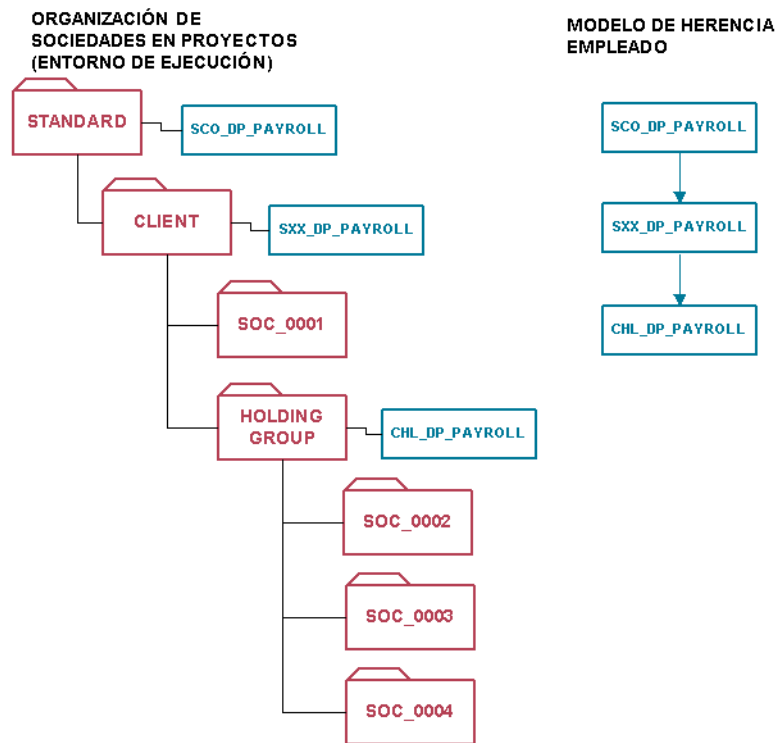 ORGANIZACIÓN DE
SOCIEDADES EN PROYECTOS
(ENTORNO DE EJECUCIÓN)
STANDARD
SCO_DP_PAYROLL
CLIENT
SXX_DP_PAYROLL
SOC_0001
HOLDING
GROUP
CHL_DP_PAYROLL
SOC_0002
SOC_0003
SOC_0004
MODELO DE HERENCIA
EMPLEADO
SCO_DP_PAYROLL
SXX_DP_PAYROLL
CHL_DP_PAYROLL